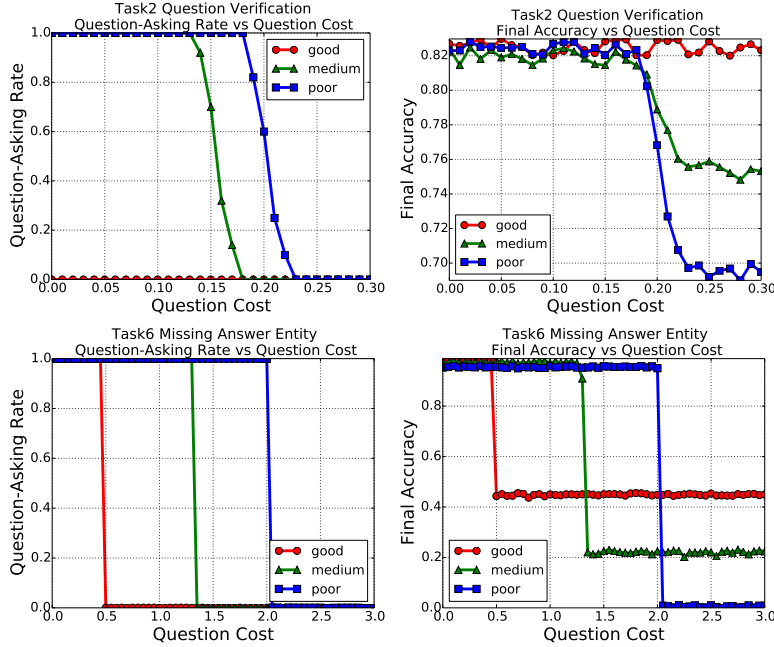 Task2 Question Verification
Question-Asking Rate vs Question Cost
Question-Asking Rate
1.0
0.8
0.6
0.4
0.2
0.0
0.00 0.05 0.10 0.15 0.20 0.25 0.30
Question Cost
good
medium
poor
Task2 Question Verification
Final Accuracy vs Question Cost
Final Accuracy
0.82
0.80
0.78
0.76
0.74
0.72
0.70
0.00 0.05 0.10 0.15 0.20 0.25 0.30
Question Cost
good
medium
poor
Task6 Missing Answer Entity
Question-Asking Rate vs Question Cost
Question-Asking Rate
1.0
0.8
0.6
0.4
0.2
0.0
0.0 0.5 1.0 1.5 2.0 2.5 3.0
Question Cost
good
medium
poor
Task6 Missing Answer Entity
Final Accuracy vs Question Cost
Final Accuracy
0.8
0.6
0.4
0.2
0.0
0.0 0.5 1.0 1.5 2.0 2.5 3.0
Question Cost
good
medium
poor